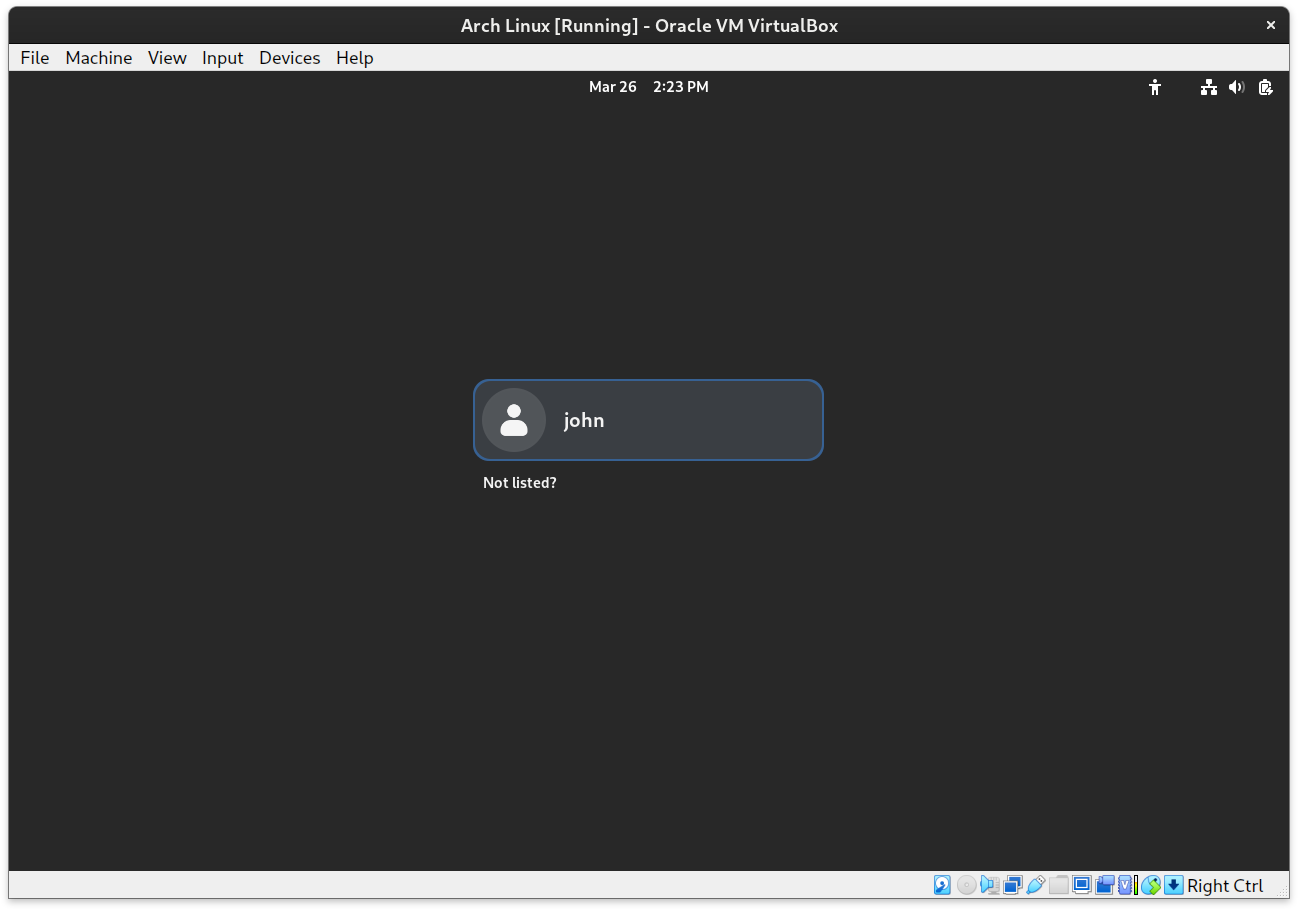 Arch Linux [Running] - Oracle VM VirtualBox
File Machine View Input Devices Help
Mar 26 2:23 PM
john
Not listed?
Right Ctrl